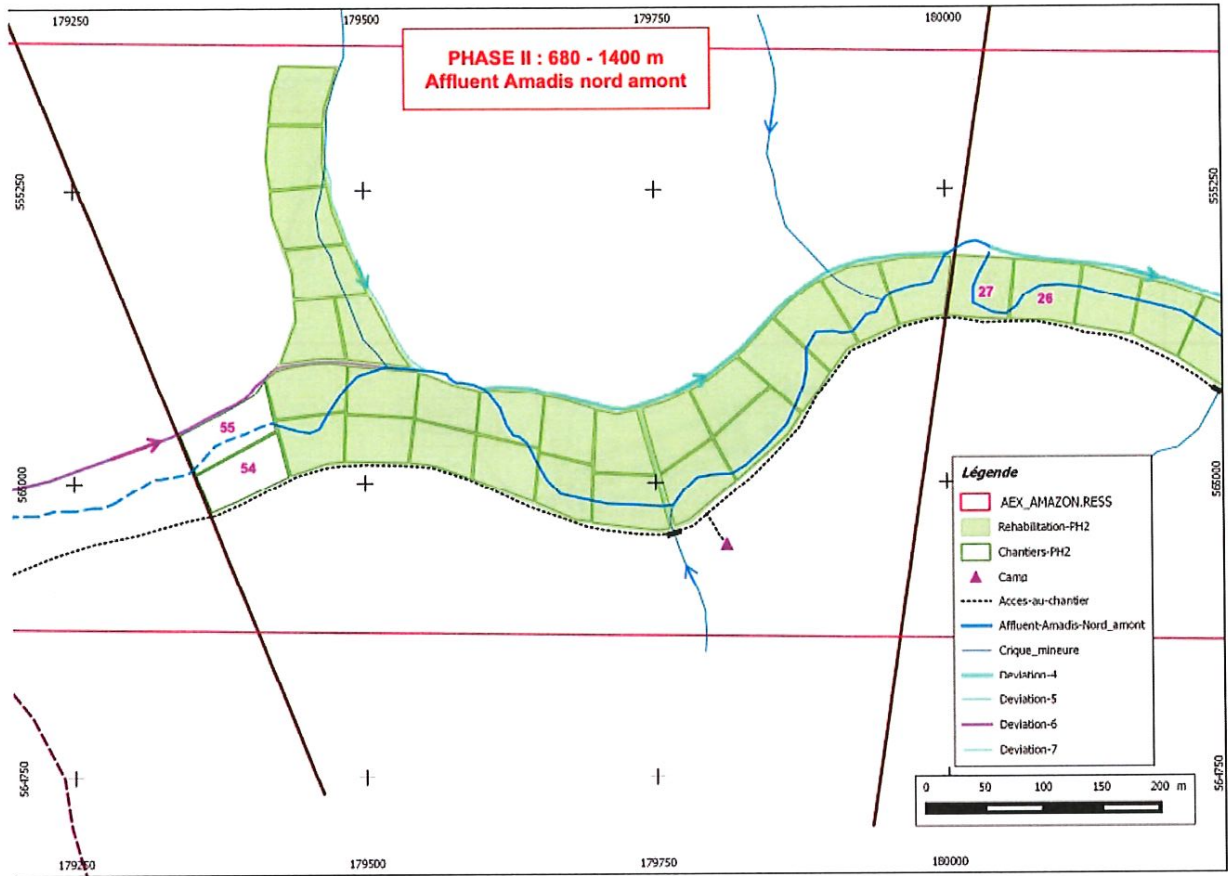 179250
179500
179750
180000
PHASE II : 680 - 1400 m
Affluent Amadis nord amont
555250
555250
27
26
55
54
565000
565000
Légende
AEX_AMAZON.RESS
Rehabilitation-PH2
Chantiers-PH2
Camp
Acces-au-chantier
Affluent-Amadis-Nord_amont
Crique_mineure
Deviation-4
Deviation-5
Deviation-6
Deviation-7
564750
564750
0 50 100 150 200 m
179250
179500
179750
180000